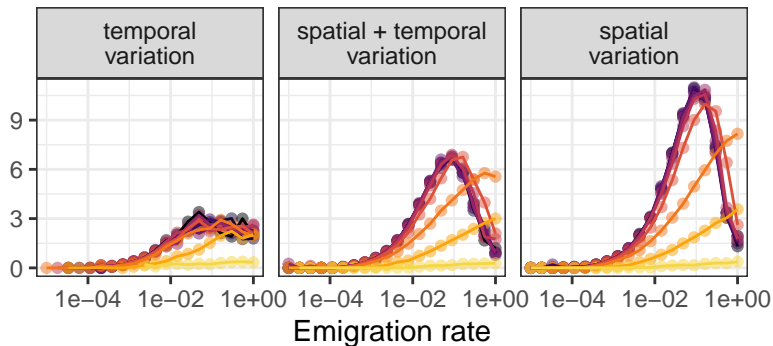 temporal
variation
spatial + temporal
variation
spatial
variation
9
6
3
0
1e−04 1e−02 1e+00 1e−04 1e−02 1e+00 1e−04 1e−02 1e+00
Emigration rate